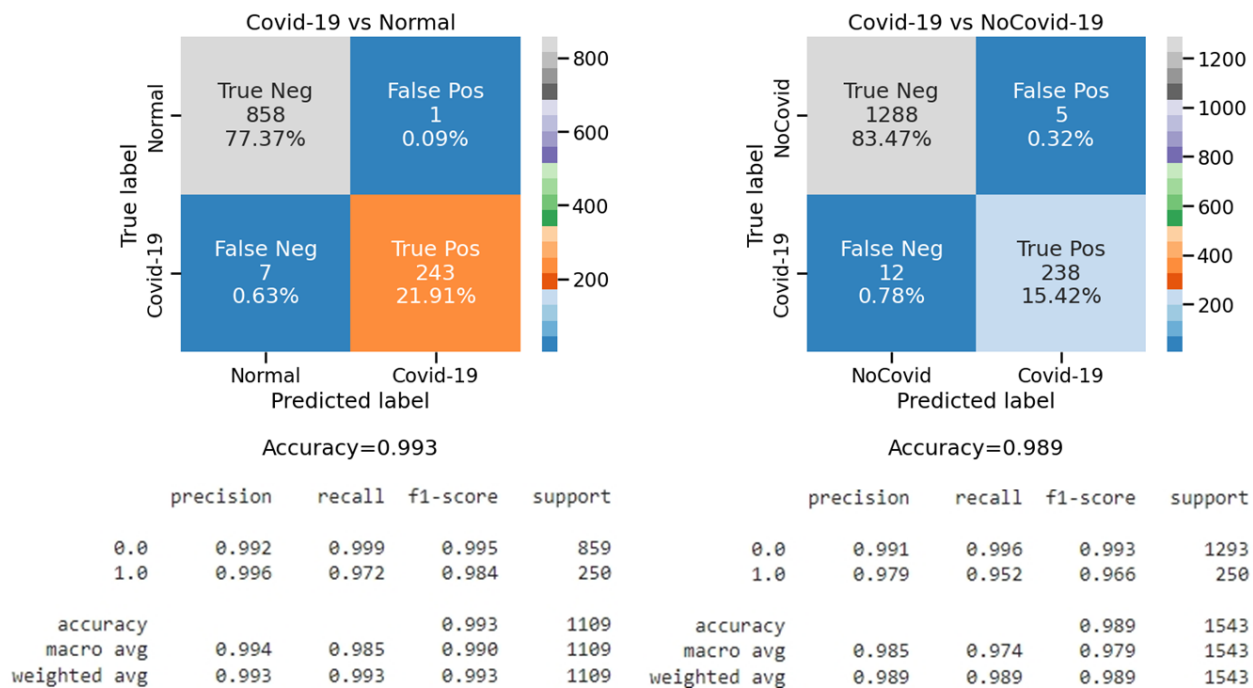 Covid-19 vs Normal
True label
Normal
Covid-19
True Neg
858
77.37%
False Pos
1
0.09%
False Neg
7
0.63%
True Pos
243
21.91%
800
600
400
200
Normal Covid-19
Predicted label
Accuracy=0.993
precision recall f1-score support
0.0 0.992 0.999 0.995 859
1.0 0.996 0.972 0.984 250
accuracy 0.993 1109
macro avg 0.994 0.985 0.990 1109
weighted avg 0.993 0.993 0.993 1109
Covid-19 vs NoCovid-19
True label
NoCovid
Covid-19
True Neg
1288
83.47%
False Pos
5
0.32%
False Neg
12
0.78%
True Pos
238
15.42%
1200
1000
800
600
400
200
NoCovid Covid-19
Predicted label
Accuracy=0.989
precision recall f1-score support
0.0 0.991 0.996 0.993 1293
1.0 0.979 0.952 0.966 250
accuracy 0.989 1543
macro avg 0.985 0.974 0.979 1543
weighted avg 0.989 0.989 0.989 1543